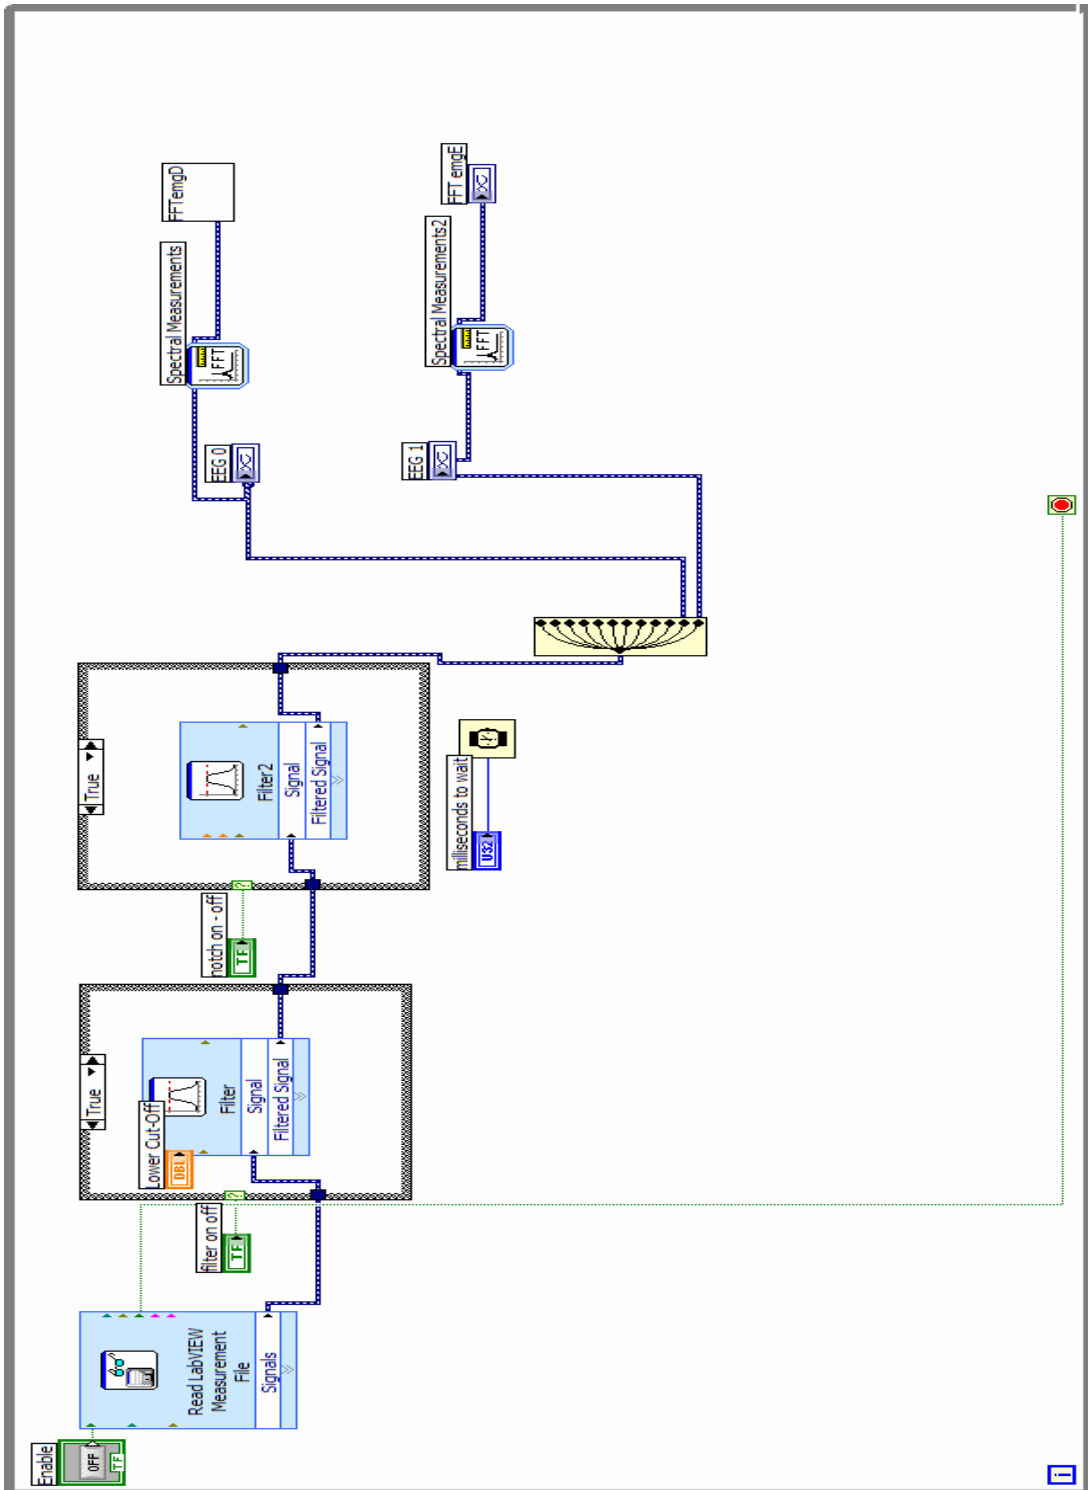 Enable
OFF
TF
Read LabVIEW
Measurement
File
Signals
filter on off
TF
?
True
Lower Cut-Off
DBL
Filter
Signal
Filtered Signal
notch on - off
TF
?
True
Filter2
Signal
Filtered Signal
milliseconds to wait
U32
EEG 0
EEG 1
Spectral Measurements
FFT
FFTemgD
Spectral Measurements2
FFT
FFT emgE
i